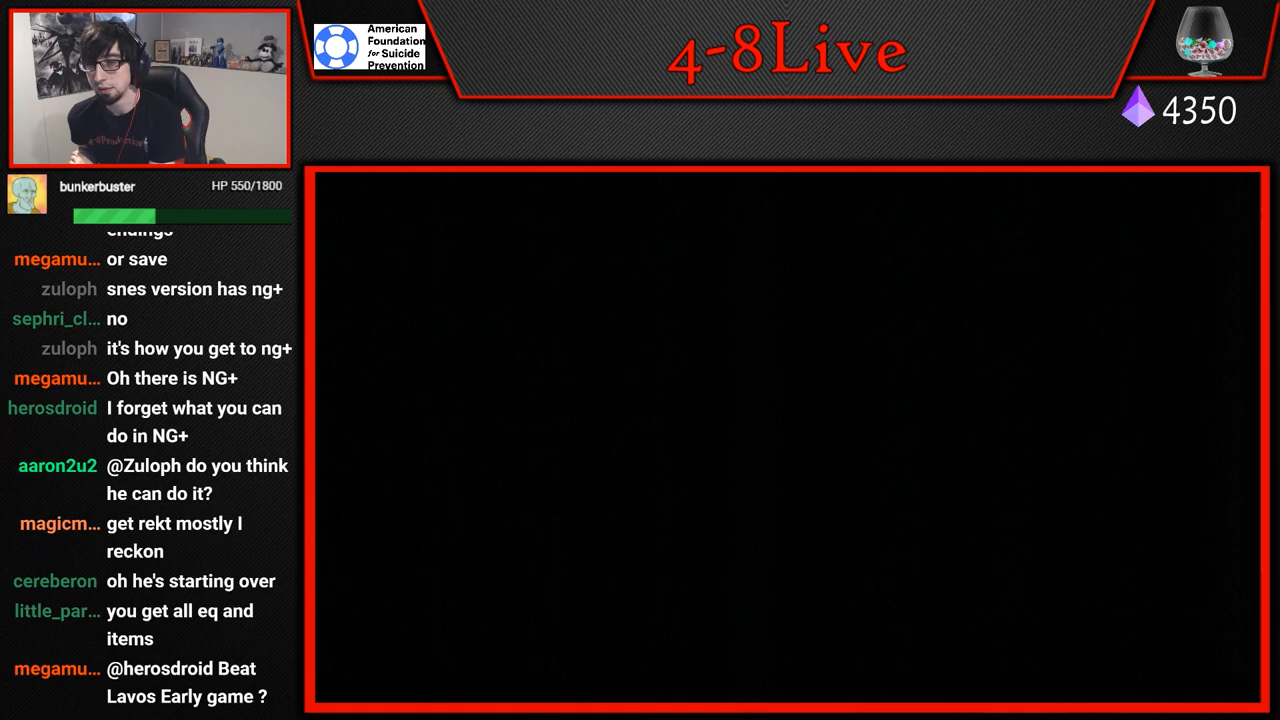 American
Foundation
for Suicide
Prevention
4-8Live
4350
bunkerbuster
HP 550/1800
endings
megamu... or save
zuloph snes version has ng+
sephri_cl... no
zuloph it's how you get to ng+
megamu... Oh there is NG+
herosdroid I forget what you can
do in NG+
aaron2u2 @Zuloph do you think
he can do it?
magicm... get rekt mostly I
reckon
cereberon oh he's starting over
little_par... you get all eq and
items
megamu... @herosdroid Beat
Lavos Early game ?